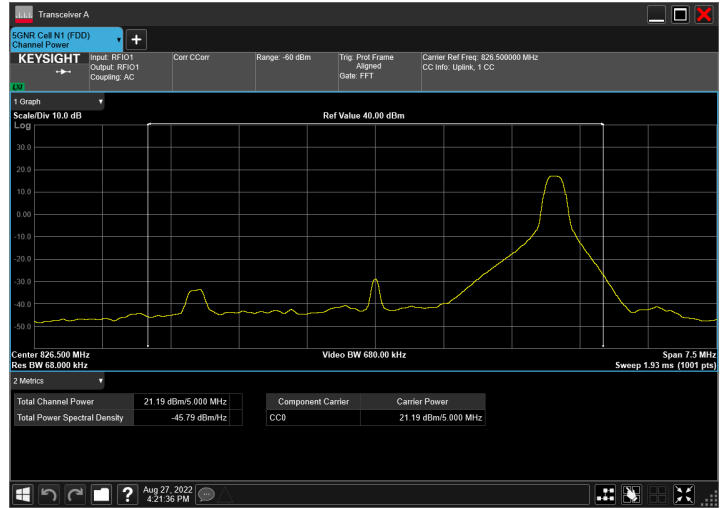 Transceiver A
5GNR Cell N1 (FDD)
Channel Power
KEYSIGHT
Input: RFIO1
Output: RFIO1
Coupling: AC
Corr CCorr
Range: -60 dBm
Trig: Prot Frame
Aligned
Gate: FFT
Carrier Ref Freq: 826.500000 MHz
CC Info: Uplink, 1 CC
LXI
1 Graph
Scale/Div 10.0 dB
Ref Value 40.00 dBm
Log
30.0
20.0
10.0
0.00
-10.0
-20.0
-30.0
-40.0
-50.0
Center 826.500 MHz
Video BW 680.00 kHz
Span 7.5 MHz
Res BW 68.000 kHz
Sweep 1.93 ms (1001 pts)
2 Metrics
Total Channel Power 21.19 dBm/5.000 MHz
Total Power Spectral Density -45.79 dBm/Hz
Component Carrier Carrier Power
CC0 21.19 dBm/5.000 MHz
Aug 27, 2022
4:21:36 PM